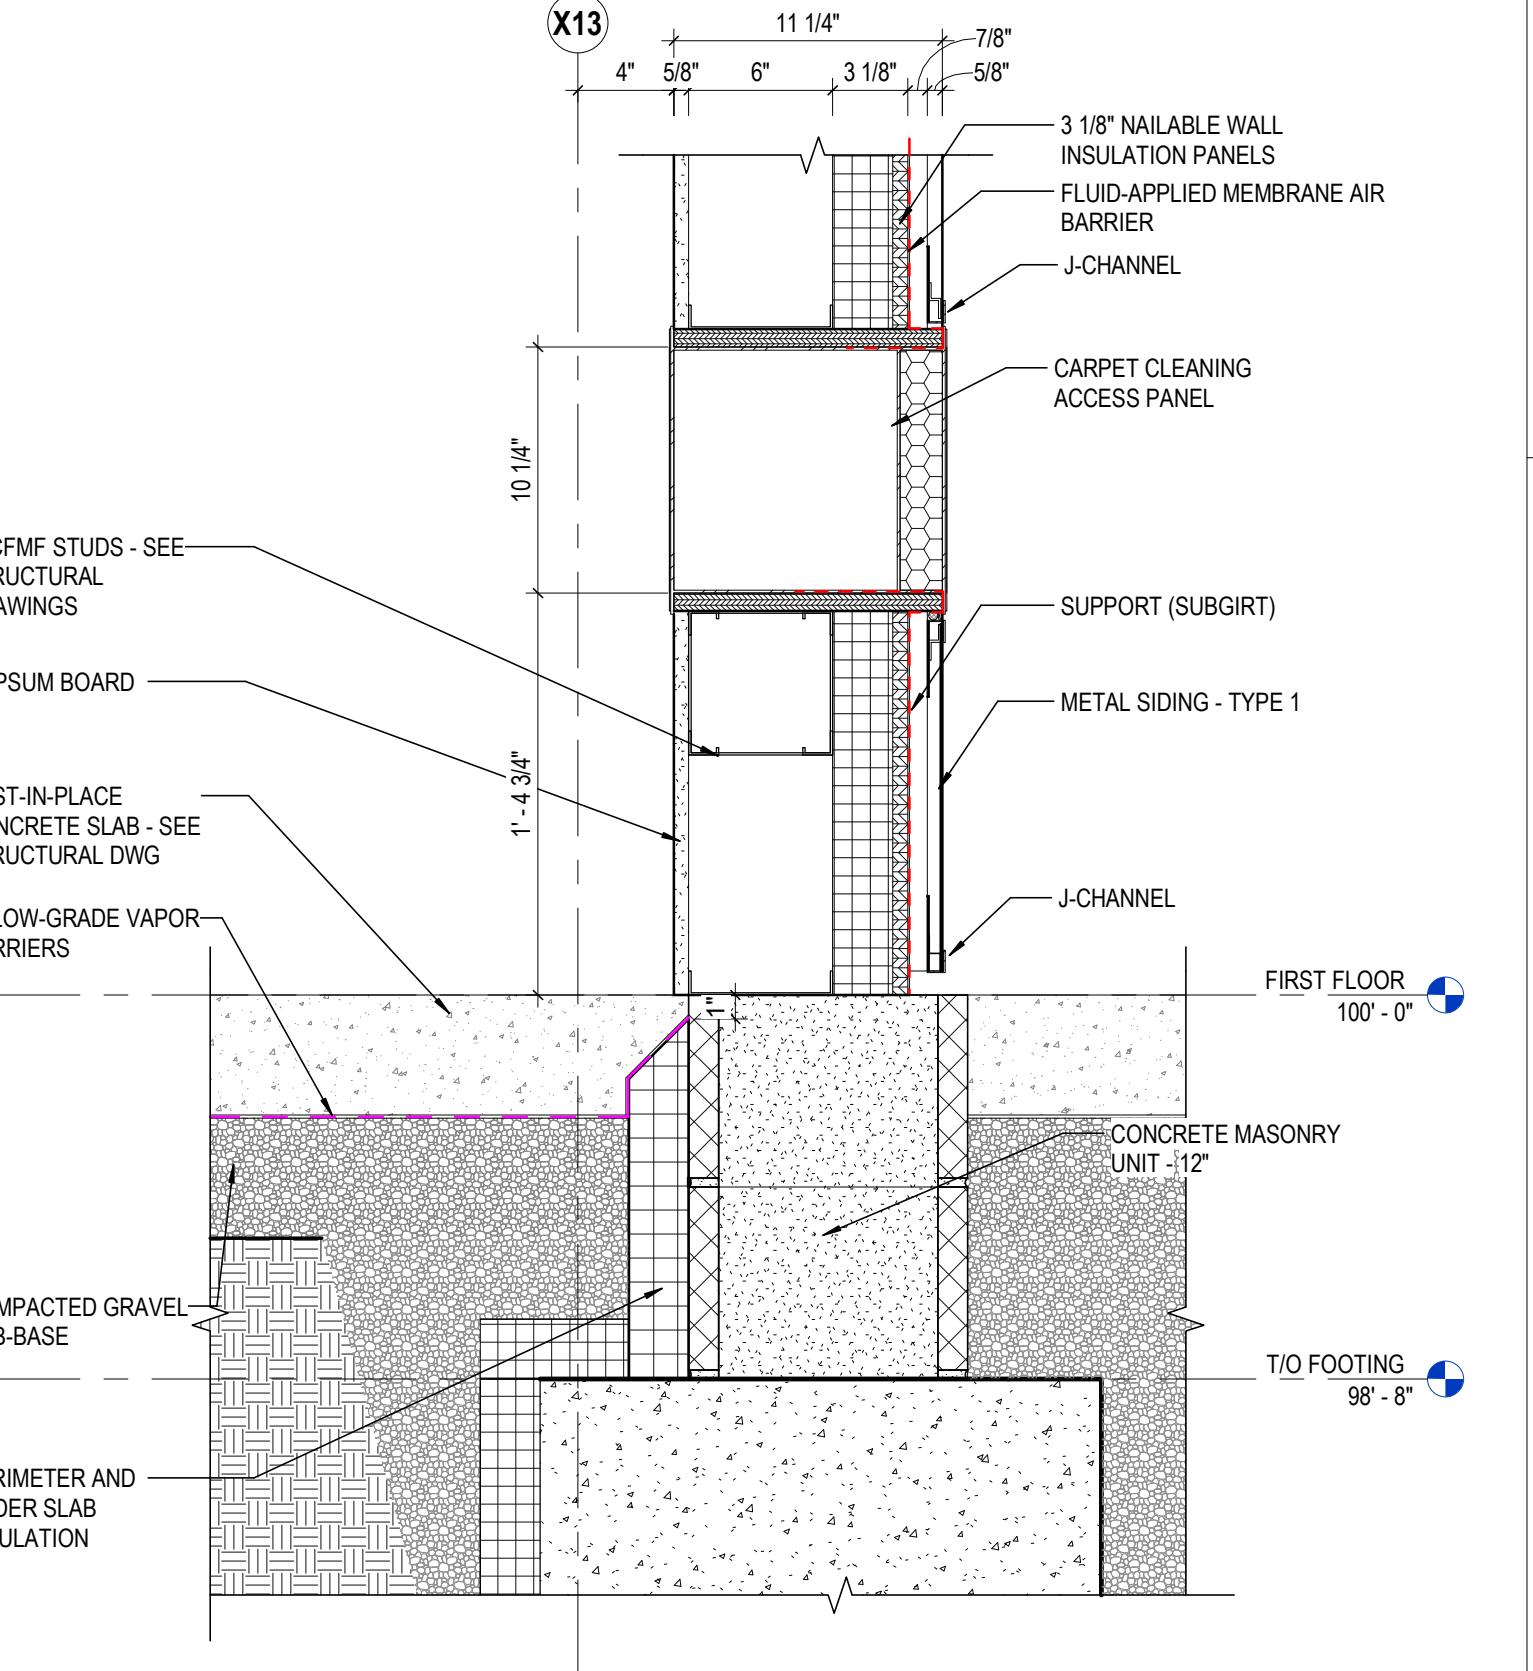 X13
11 1/4"
7/8"
4"
5/8"
6"
3 1/8"
5/8"
3 1/8" NAILABLE WALL
INSULATION PANELS
FLUID-APPLIED MEMBRANE AIR
BARRIER
J-CHANNEL
CARPET CLEANING
ACCESS PANEL
10 1/4"
CFMF STUDS - SEE
RUCTURAL
AWINGS
SUPPORT (SUBGIRT)
PSUM BOARD
METAL SIDING - TYPE 1
1' - 4 3/4"
ST-IN-PLACE
NCRETE SLAB - SEE
RUCTURAL DWG
J-CHANNEL
LOW-GRADE VAPOR
RRIERS
FIRST FLOOR
100' - 0"
1"
CONCRETE MASONRY
UNIT - 12"
MPACTED GRAVEL
B-BASE
T/O FOOTING
98' - 8"
RIMETER AND
DER SLAB
ULATION